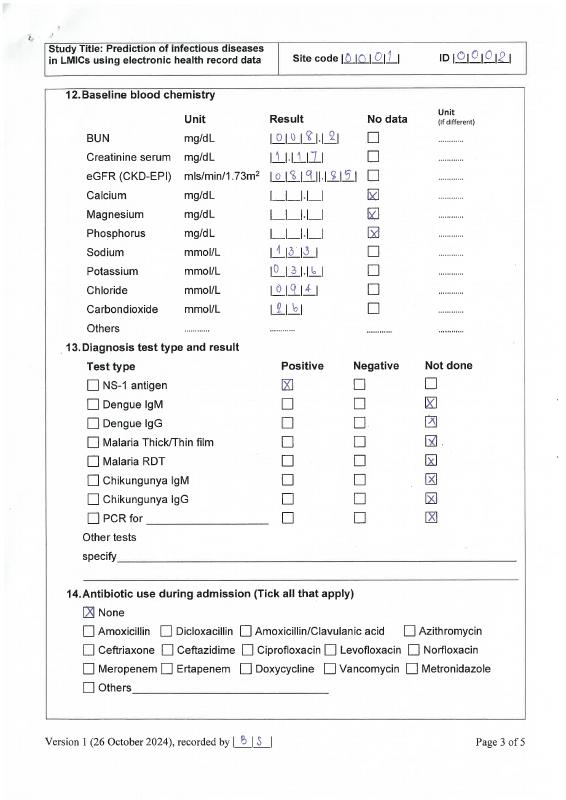 Study Title: Prediction of infectious diseases
in LMICs using electronic health record data
Site code |0|0|0|1| ID |0|0|0|2|
12.Baseline blood chemistry
Unit Result No data Unit (If different)
BUN mg/dL |0|0|8|.|2| ☐ ............
Creatinine serum mg/dL |1|.|1|7| ☐ ............
eGFR (CKD-EPI) mls/min/1.73m² |0|8|9|.|8|5| ☐ ............
Calcium mg/dL |_|_|.|_| ☒ ............
Magnesium mg/dL |_|_|.|_| ☒ ............
Phosphorus mg/dL |_|_|.|_| ☒ ............
Sodium mmol/L |1|3|3| ☐ ............
Potassium mmol/L |0|3|.|6| ☐ ............
Chloride mmol/L |0|9|4| ☐ ............
Carbondioxide mmol/L |2|6| ☐ ............
Others ............ ............ ............ ............
13.Diagnosis test type and result
Test type Positive Negative Not done
☐ NS-1 antigen ☒ ☐ ☐
☐ Dengue IgM ☐ ☐ ☒
☐ Dengue IgG ☐ ☐ ☒
☐ Malaria Thick/Thin film ☐ ☐ ☒
☐ Malaria RDT ☐ ☐ ☒
☐ Chikungunya IgM ☐ ☐ ☒
☐ Chikungunya IgG ☐ ☐ ☒
☐ PCR for ____________________ ☐ ☐ ☒
Other tests
specify____________________
14.Antibiotic use during admission (Tick all that apply)
☒ None
☐ Amoxicillin ☐ Dicloxacillin ☐ Amoxicillin/Clavulanic acid ☐ Azithromycin
☐ Ceftriaxone ☐ Ceftazidime ☐ Ciprofloxacin ☐ Levofloxacin ☐ Norfloxacin
☐ Meropenem ☐ Ertapenem ☐ Doxycycline ☐ Vancomycin ☐ Metronidazole
☐ Others____________________
Version 1 (26 October 2024), recorded by |B|S| Page 3 of 5